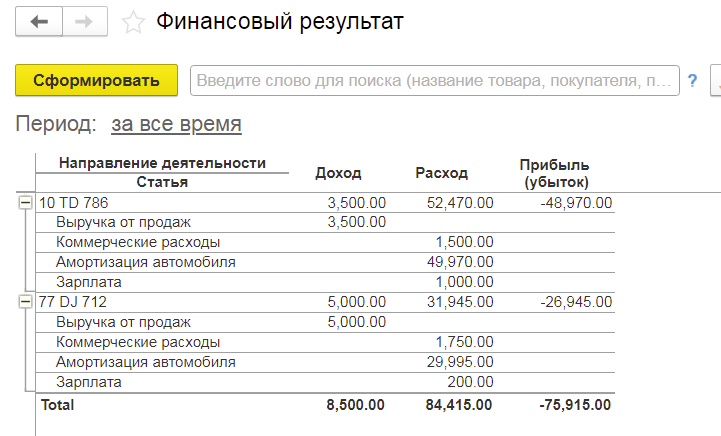 Финансовый результат
Сформировать Введите слово для поиска (название товара, покупателя, п... ?
Период: за все время
Направление деятельности Доход Расход Прибыль (убыток)
Статья
10 TD 786 3,500.00 52,470.00 -48,970.00
Выручка от продаж 3,500.00
Коммерческие расходы 1,500.00
Амортизация автомобиля 49,970.00
Зарплата 1,000.00
77 DJ 712 5,000.00 31,945.00 -26,945.00
Выручка от продаж 5,000.00
Коммерческие расходы 1,750.00
Амортизация автомобиля 29,995.00
Зарплата 200.00
Total 8,500.00 84,415.00 -75,915.00